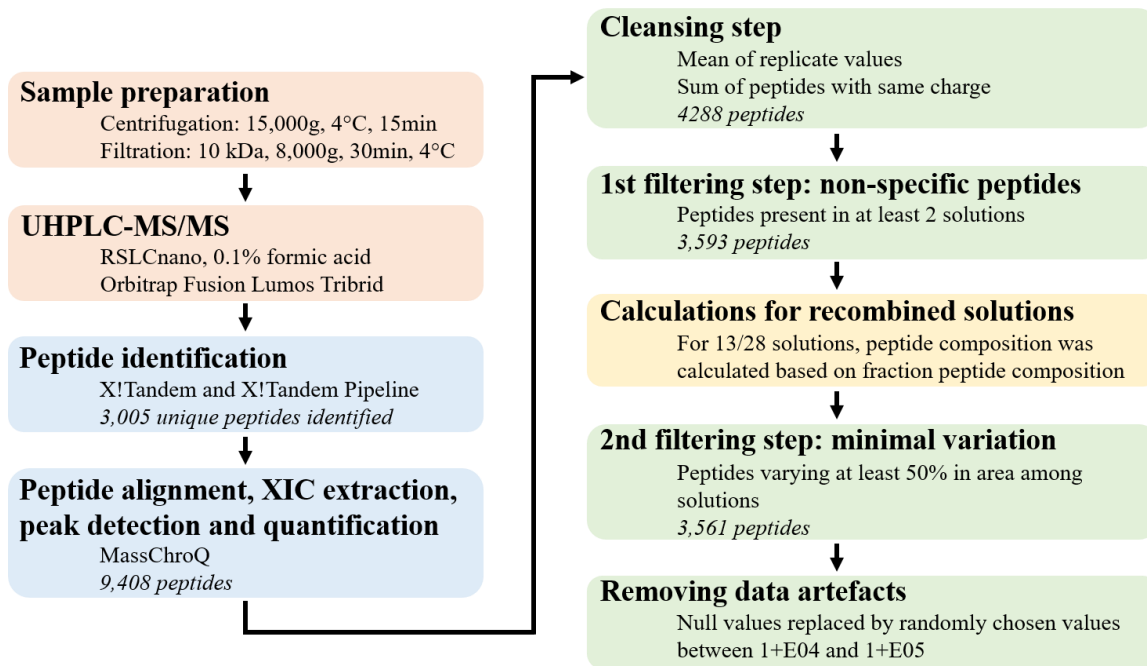 Sample preparation
Centrifugation: 15,000g, 4°C, 15min
Filtration: 10 kDa, 8,000g, 30min, 4°C
UHPLC-MS/MS
RSLCnano, 0.1% formic acid
Orbitrap Fusion Lumos Tribrid
Peptide identification
X!Tandem and X!Tandem Pipeline
3,005 unique peptides identified
Peptide alignment, XIC extraction,
peak detection and quantification
MassChroQ
9,408 peptides
Cleansing step
Mean of replicate values
Sum of peptides with same charge
4288 peptides
1st filtering step: non-specific peptides
Peptides present in at least 2 solutions
3,593 peptides
Calculations for recombined solutions
For 13/28 solutions, peptide composition was
calculated based on fraction peptide composition
2nd filtering step: minimal variation
Peptides varying at least 50% in area among
solutions
3,561 peptides
Removing data artefacts
Null values replaced by randomly chosen values
between 1+E04 and 1+E05